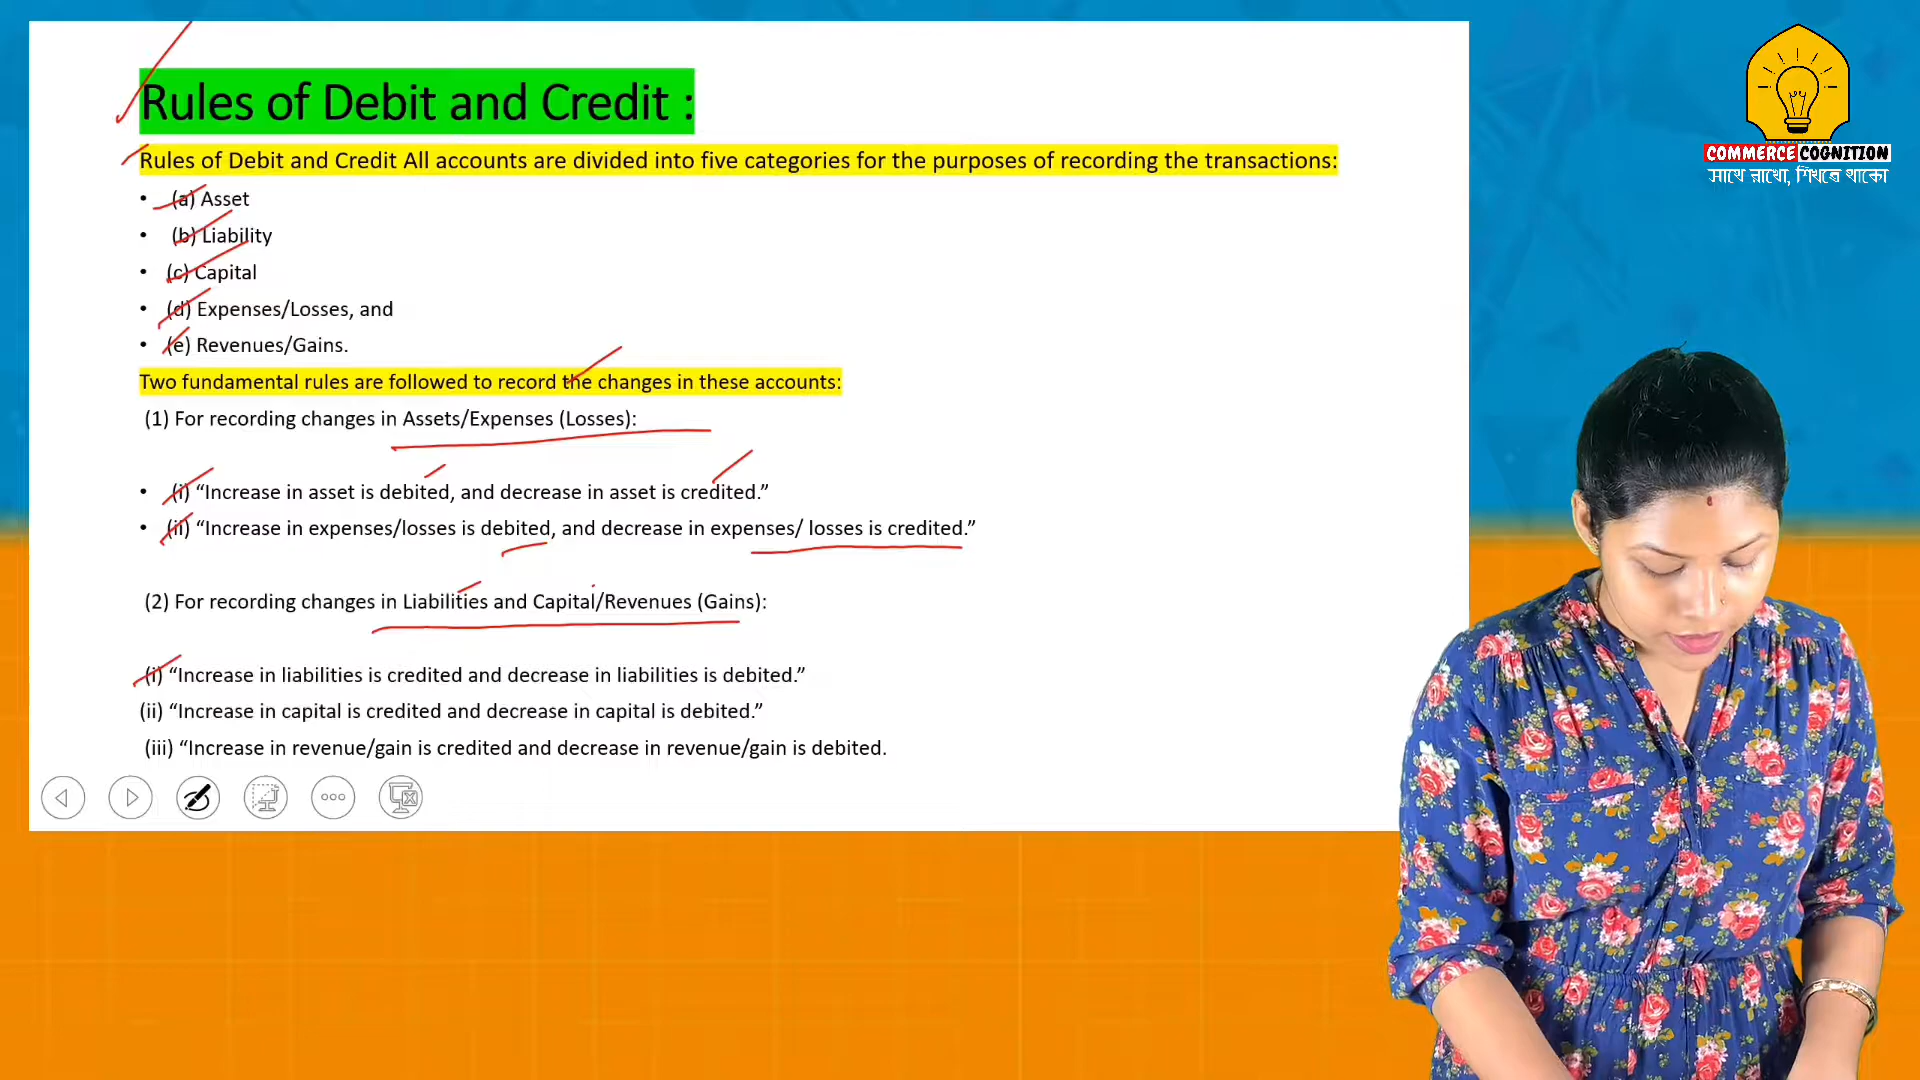 Rules of Debit and Credit :
Rules of Debit and Credit All accounts are divided into five categories for the purposes of recording the transactions:
• (a) Asset
• (b) Liability
• (c) Capital
• (d) Expenses/Losses, and
• (e) Revenues/Gains.
Two fundamental rules are followed to record the changes in these accounts:
(1) For recording changes in Assets/Expenses (Losses):
• (i) “Increase in asset is debited, and decrease in asset is credited.”
• (ii) “Increase in expenses/losses is debited, and decrease in expenses/ losses is credited.”
(2) For recording changes in Liabilities and Capital/Revenues (Gains):
(i) “Increase in liabilities is credited and decrease in liabilities is debited.”
(ii) “Increase in capital is credited and decrease in capital is debited.”
(iii) “Increase in revenue/gain is credited and decrease in revenue/gain is debited.
COMMERCE COGNITION
সাথে রাখো, শিখতে থাকো